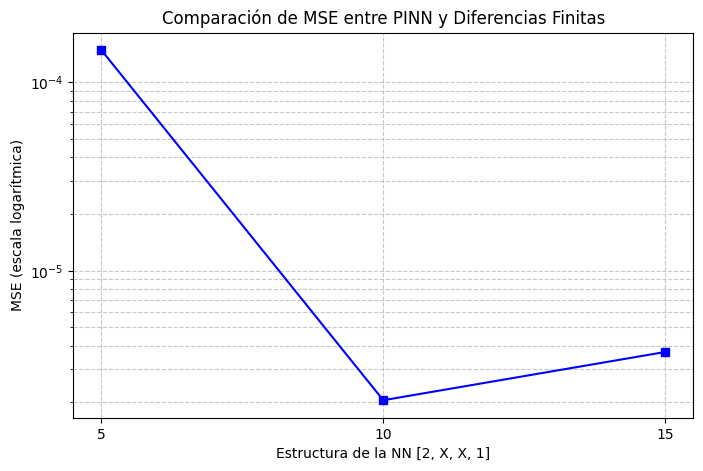 Comparación de MSE entre PINN y Diferencias Finitas
MSE (escala logarítmica)
10⁻⁴
10⁻⁵
5 10 15
Estructura de la NN [2, X, X, 1]